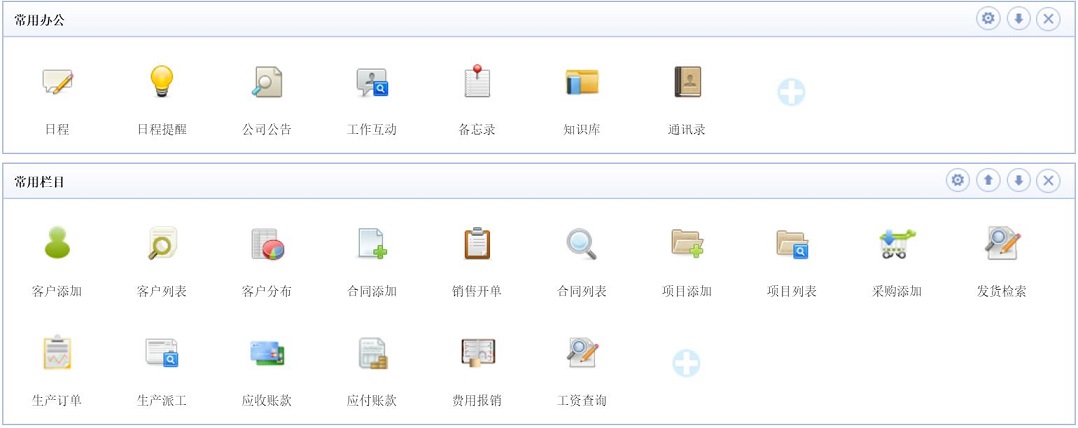 常用办公
日程 日程提醒 公司公告 工作互动 备忘录 知识库 通讯录
常用栏目
客户添加 客户列表 客户分布 合同添加 销售开单 合同列表 项目添加 项目列表 采购添加 发货检索
生产订单 生产派工 应收账款 应付账款 费用报销 工资查询